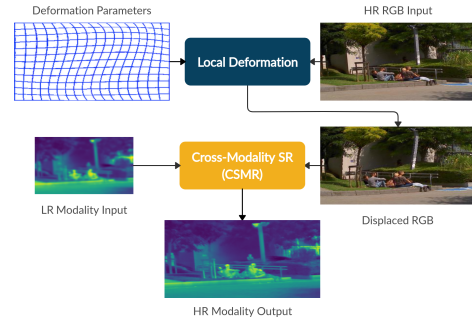 Deformation Parameters
HR RGB Input
Local Deformation
Cross-Modality SR
(CSMR)
LR Modality Input
Displaced RGB
HR Modality Output